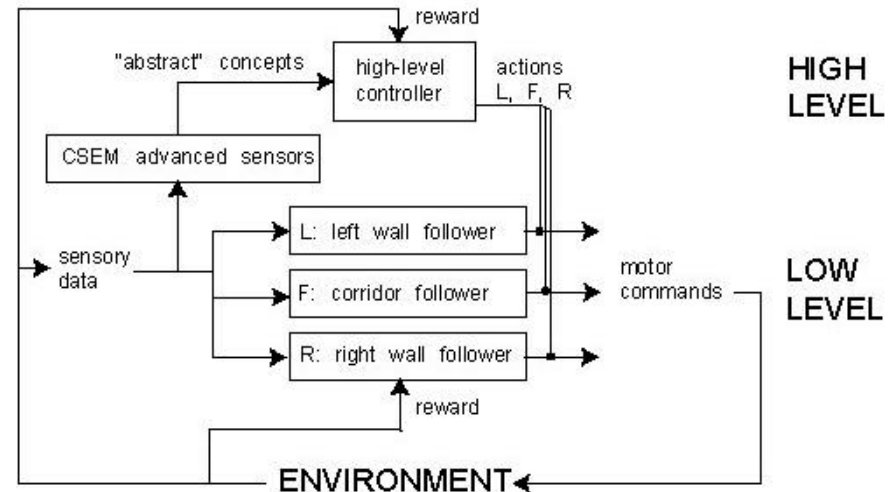 reward
"abstract" concepts
high-level
controller
actions
L, F, R
HIGH
LEVEL
CSEM advanced sensors
L: left wall follower
sensory
data
F: corridor follower
motor
commands
LOW
LEVEL
R: right wall follower
reward
ENVIRONMENT